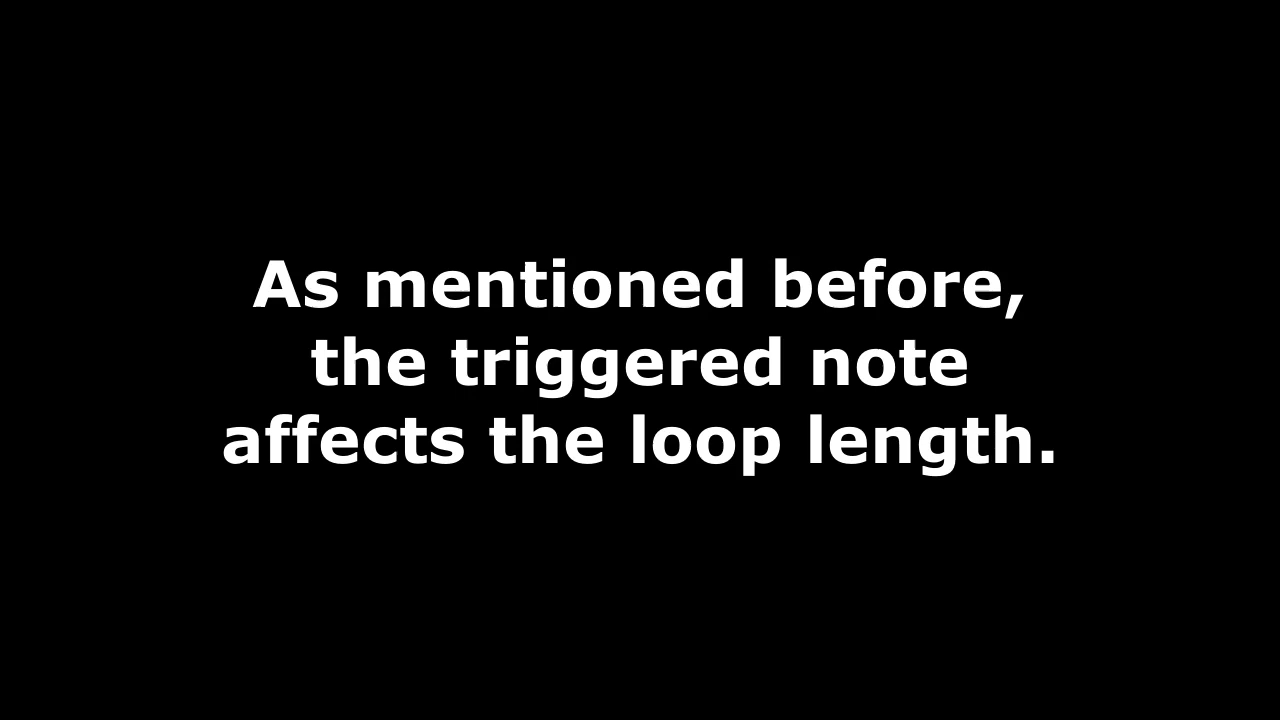 As mentioned before,
the triggered note
affects the loop length.